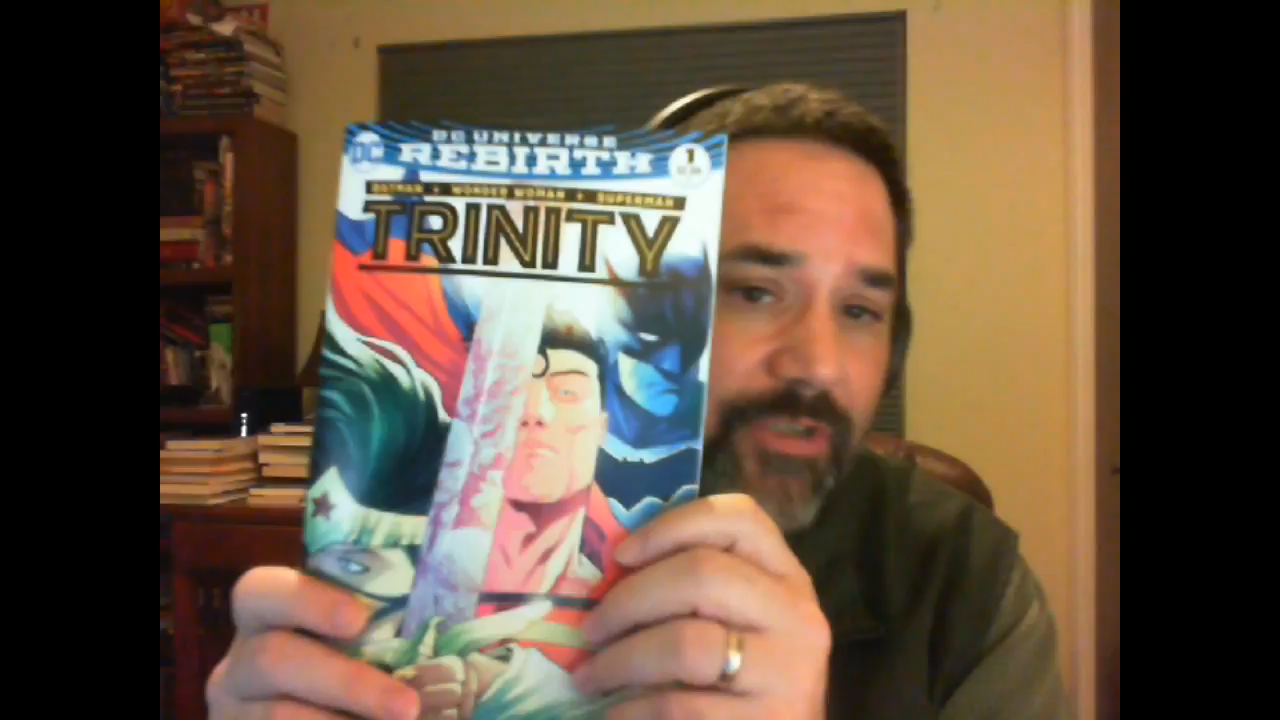 DC UNIVERSE
REBIRTH
1
BATMAN • WONDER WOMAN • SUPERMAN
TRINITY